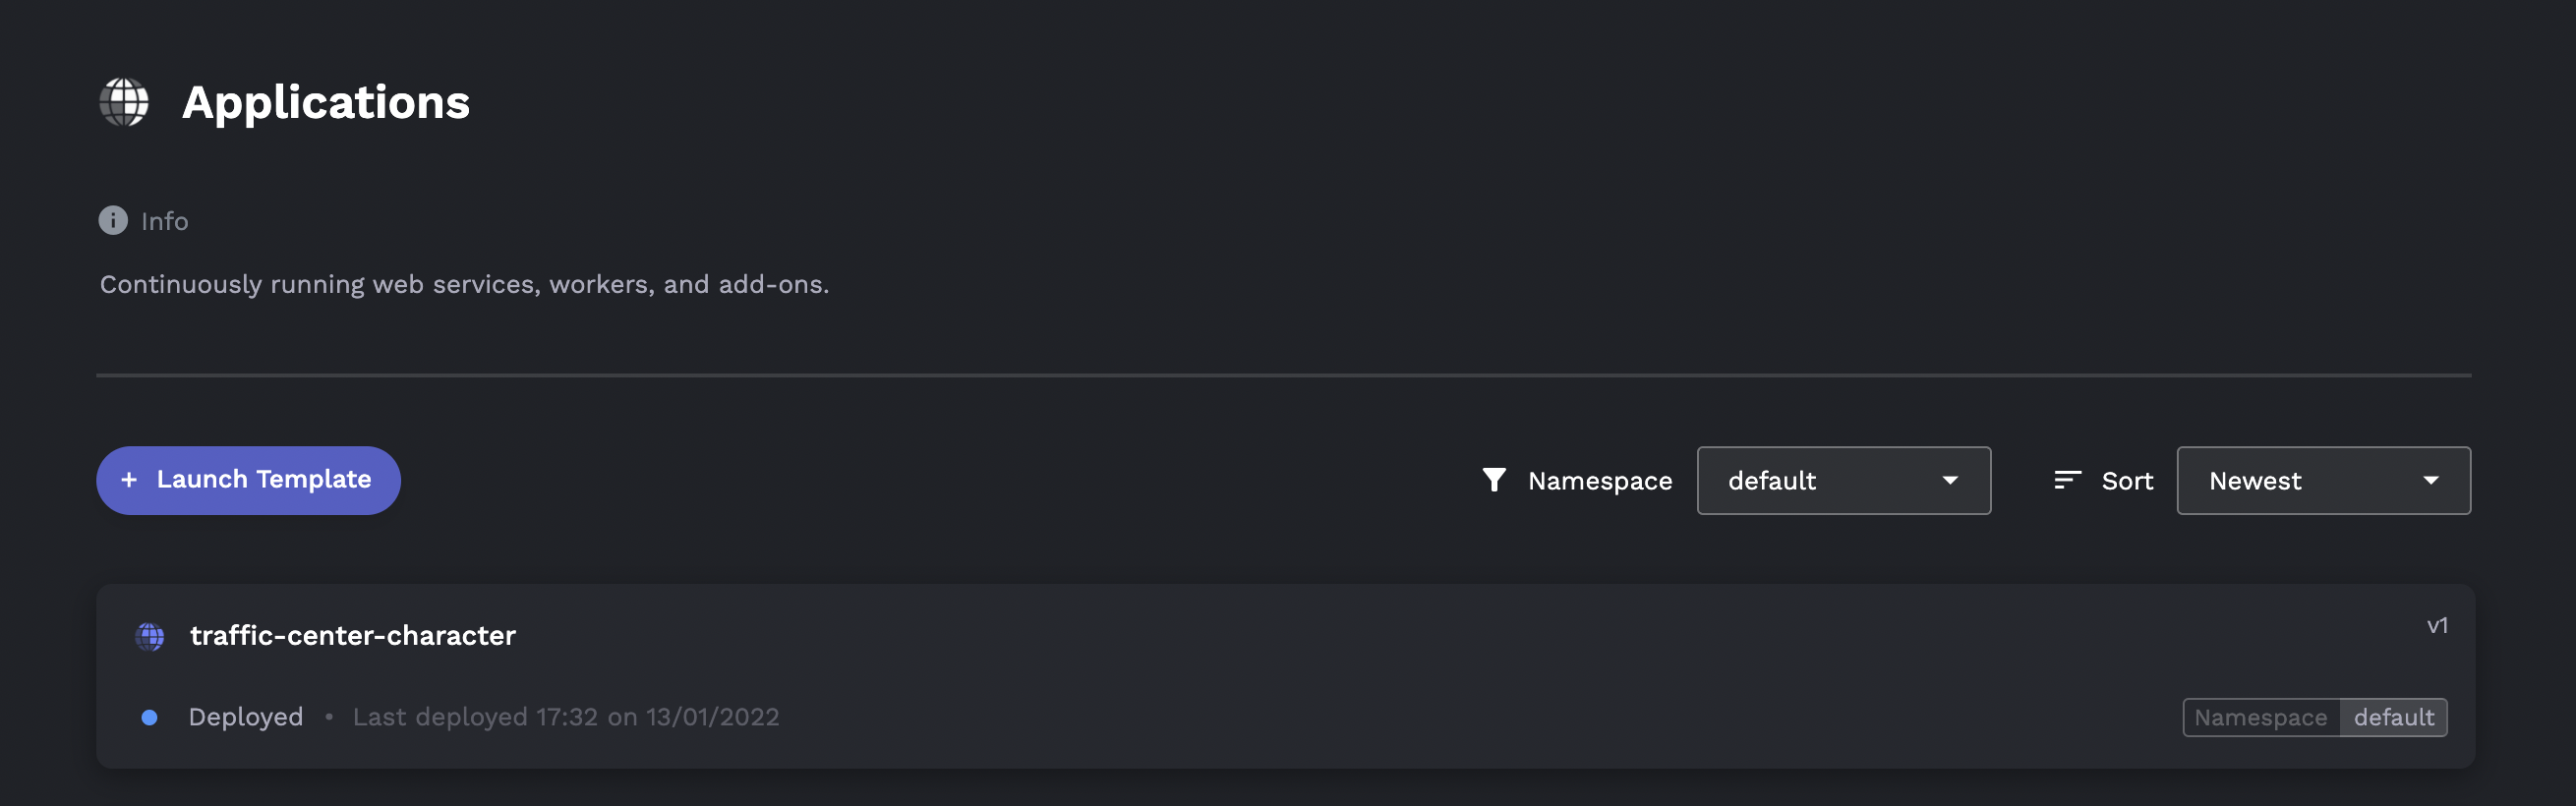 Applications
Info
Continuously running web services, workers, and add-ons.
+ Launch Template
Namespace default Sort Newest
traffic-center-character v1
Deployed • Last deployed 17:32 on 13/01/2022 Namespace default